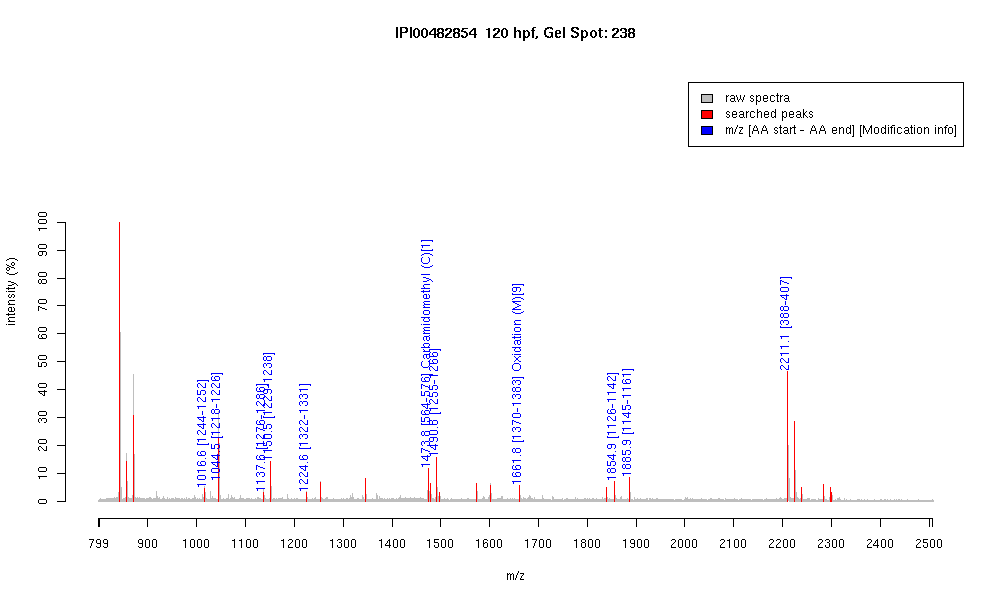 IPI00482854 120 hpf, Gel Spot: 238
raw spectra
searched peaks
m/z [AA start - AA end] [Modification info]
intensity (%)
100
90
80
70
60
50
40
30
20
10
0
1016.6 [1244-1252]
1044.5 [1218-1226]
1137.6 [1276-1286]
1150.5 [1229-1238]
1224.6 [1322-1331]
1473.8 [564-576] Carbamidomethyl (C)[1]
1490.8 [1255-1268]
1661.8 [1370-1383] Oxidation (M)[9]
1854.9 [1126-1142]
1885.9 [1145-1161]
2211.1 [388-407]
799 900 1000 1100 1200 1300 1400 1500 1600 1700 1800 1900 2000 2100 2200 2300 2400 2500
m/z